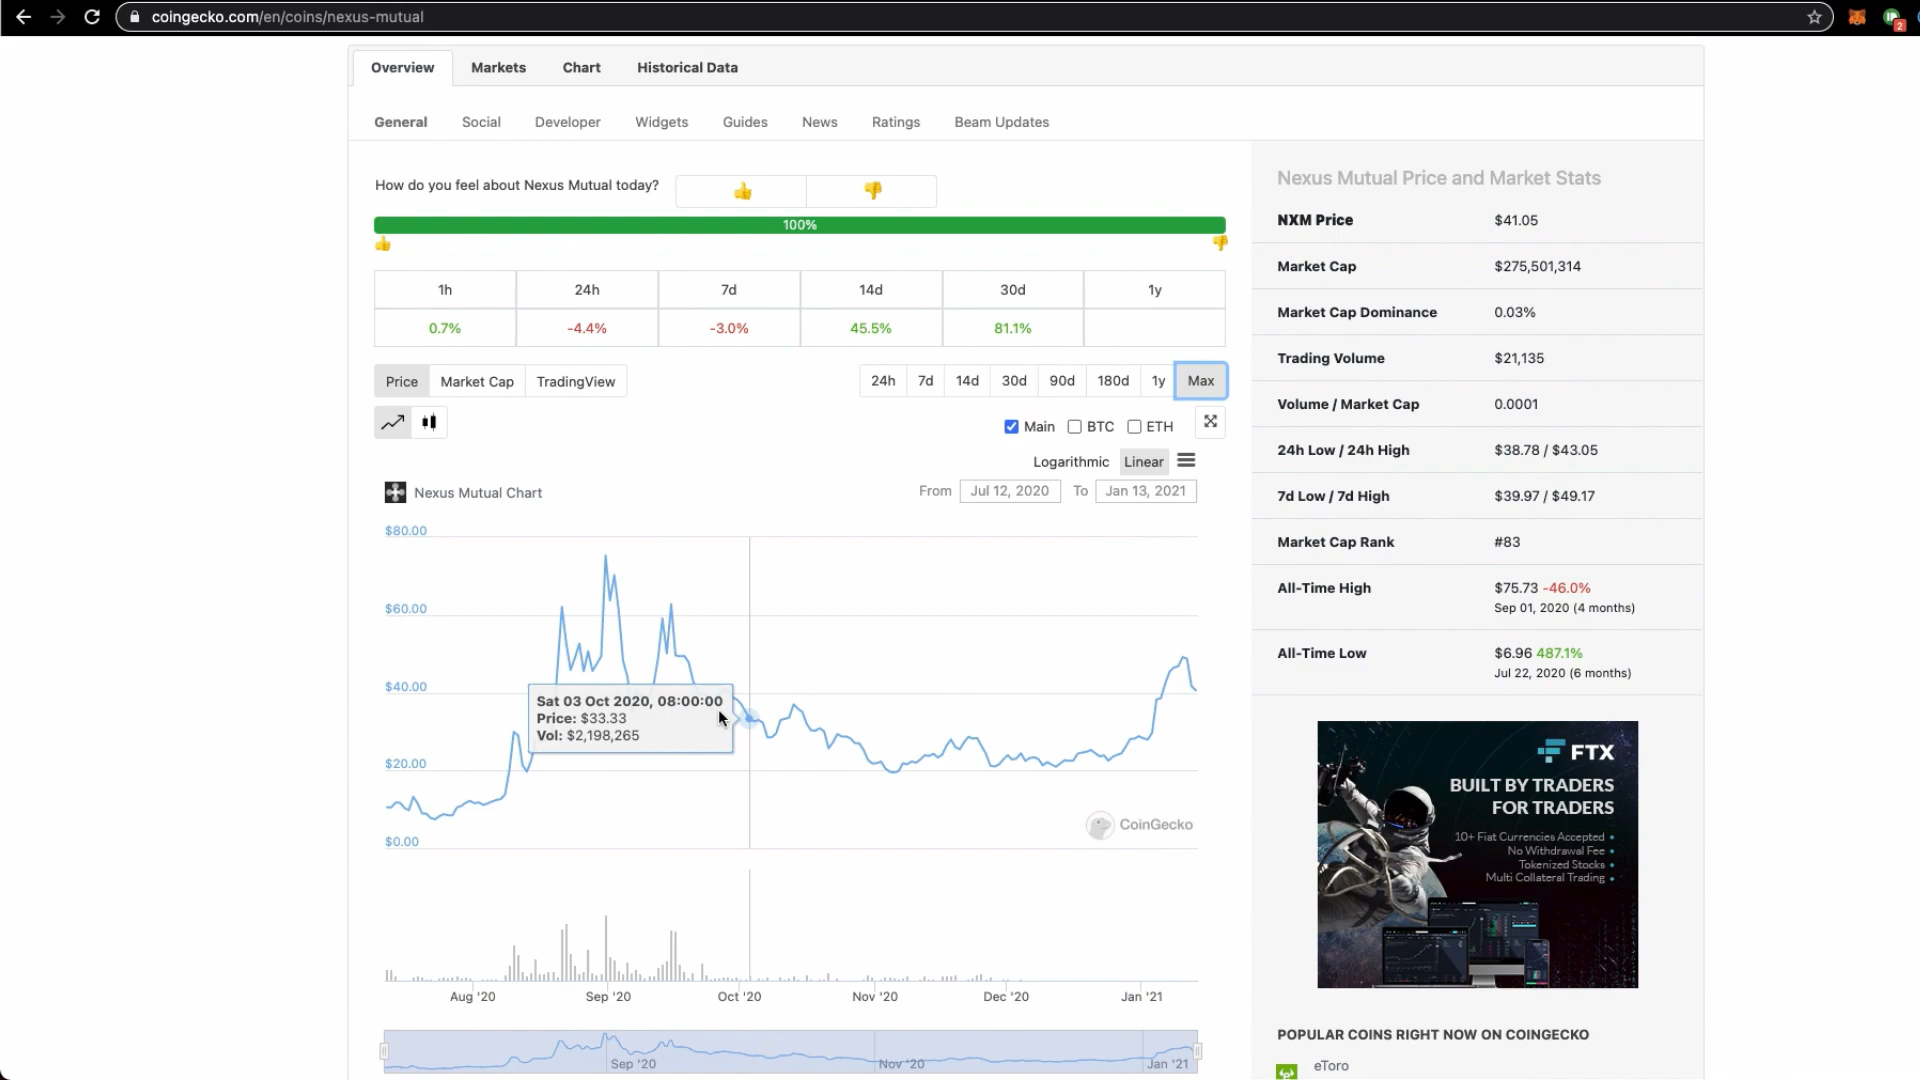 coingecko.com/en/coins/nexus-mutual
2
Overview Markets Chart Historical Data
General Social Developer Widgets Guides News Ratings Beam Updates
How do you feel about Nexus Mutual today?
100%
1h 24h 7d 14d 30d 1y
0.7% -4.4% -3.0% 45.5% 81.1%
Price Market Cap TradingView
24h 7d 14d 30d 90d 180d 1y Max
Main BTC ETH
Logarithmic Linear
Nexus Mutual Chart
From Jul 12, 2020 To Jan 13, 2021
$80.00
$60.00
$40.00
$20.00
$0.00
Sat 03 Oct 2020, 08:00:00
Price: $33.33
Vol: $2,198,265
CoinGecko
Aug '20 Sep '20 Oct '20 Nov '20 Dec '20 Jan '21
Sep '20 Nov '20 Jan '21
Nexus Mutual Price and Market Stats
NXM Price $41.05
Market Cap $275,501,314
Market Cap Dominance 0.03%
Trading Volume $21,135
Volume / Market Cap 0.0001
24h Low / 24h High $38.78 / $43.05
7d Low / 7d High $39.97 / $49.17
Market Cap Rank #83
All-Time High $75.73 -46.0%
Sep 01, 2020 (4 months)
All-Time Low $6.96 487.1%
Jul 22, 2020 (6 months)
FTX
BUILT BY TRADERS
FOR TRADERS
10+ Fiat Currencies Accepted •
No Withdrawal Fee •
Tokenized Stocks •
Multi Collateral Trading •
POPULAR COINS RIGHT NOW ON COINGECKO
eToro